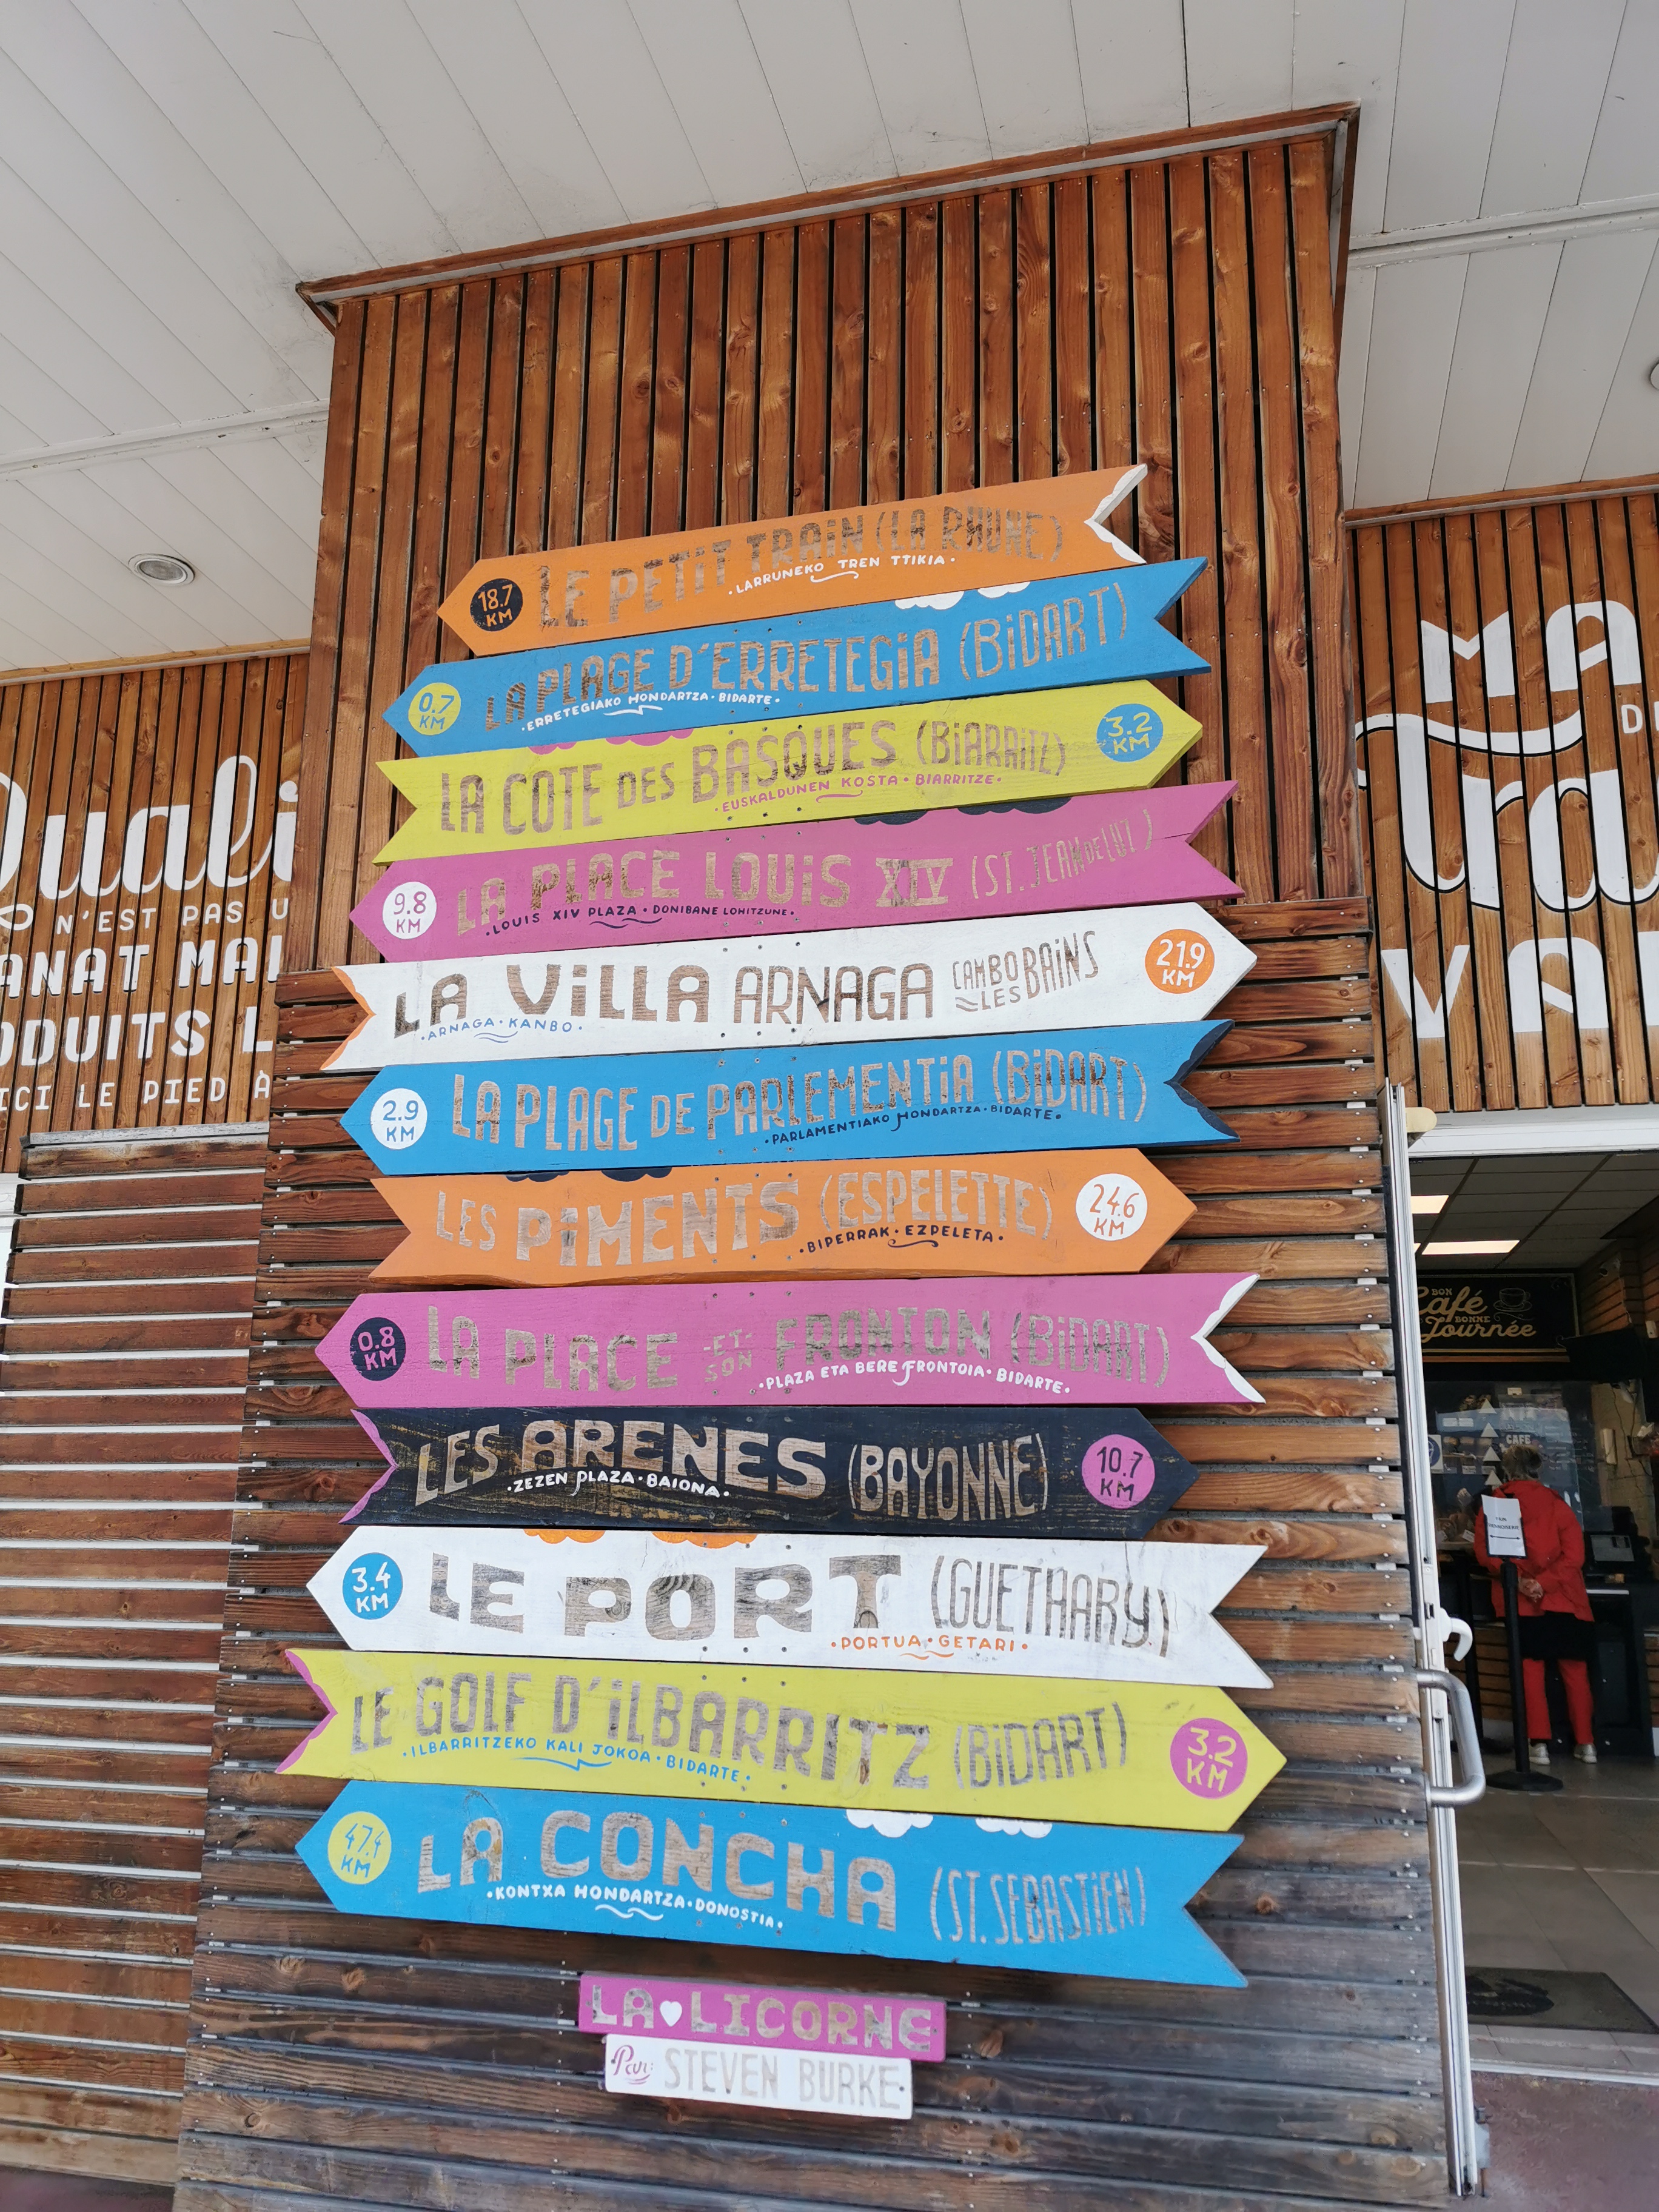 18.7 KM LE PETIT TRAIN (LA RHUNE)
·LARRUNEKO TREN TTIKIA·
0.7 KM LA PLAGE D'ERRETEGIA (BIDART)
·ERRETEGIAKO HONDARTZA·BIDARTE·
LA COTE DES BASQUES (BIARRITZ) 3.2 KM
·EUSKALDUNEN KOSTA·BIARRITZE·
9.8 KM LA PLACE LOUIS XIV (ST. JEAN DE LUZ)
·LOUIS XIV PLAZA·DONIBANE LOHITZUNE·
LA VILLA ARNAGA CAMBO LES BAINS 21.9 KM
·ARNAGA·KANBO·
2.9 KM LA PLAGE DE PARLEMENTIA (BIDART)
·PARLAMENTIAKO HONDARTZA·BIDARTE·
LES PIMENTS (ESPELETTE) 24.6 KM
·BIPERRAK·EZPELETA·
0.8 KM LA PLACE -ET- SON FRONTON (BIDART)
·PLAZA ETA BERE FRONTOIA·BIDARTE·
LES ARENES (BAYONNE) 10.7 KM
·ZEZEN PLAZA·BAIONA·
3.4 KM LE PORT (GUETHARY)
·PORTUA·GETARI·
LE GOLF D'ILBARRITZ (BIDART) 3.2 KM
·ILBARRITZEKO KALI JOKOA·BIDARTE·
47.4 KM LA CONCHA (ST. SEBASTIEN)
·KONTXA HONDARTZA·DONOSTIA·
LA LICORNE
Par STEVEN BURKE
Quali
N'EST PAS U
ANAT MAI
ODUITS L
ICI LE PIED À
MA
D
VA
BON
Café
BONNE
Journée
CAFE